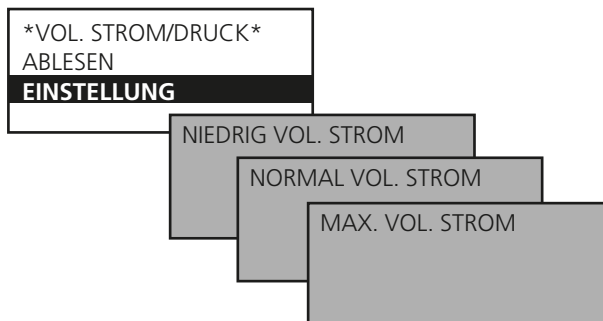 *VOL. STROM/DRUCK*
ABLESEN
EINSTELLUNG
NIEDRIG VOL. STROM
NORMAL VOL. STROM
MAX. VOL. STROM